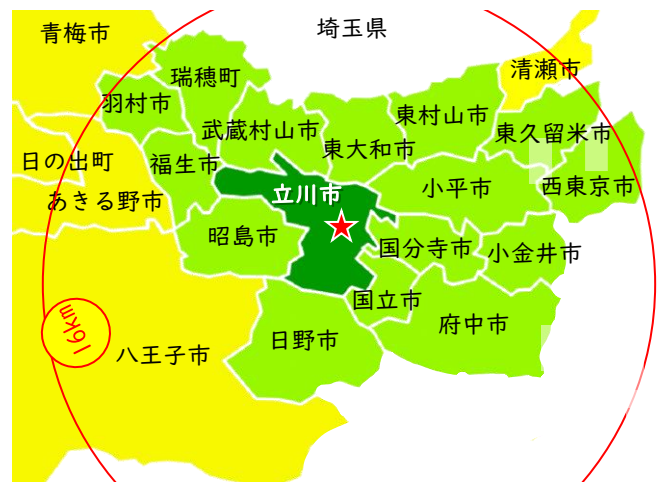 埼玉県
青梅市
清瀬市
瑞穂町
羽村市
東村山市
武蔵村山市
東久留米市
東大和市
日の出町
福生市
小平市
西東京市
立川市
あきる野市
昭島市
国分寺市
小金井市
国立市
府中市
16km
日野市
八王子市